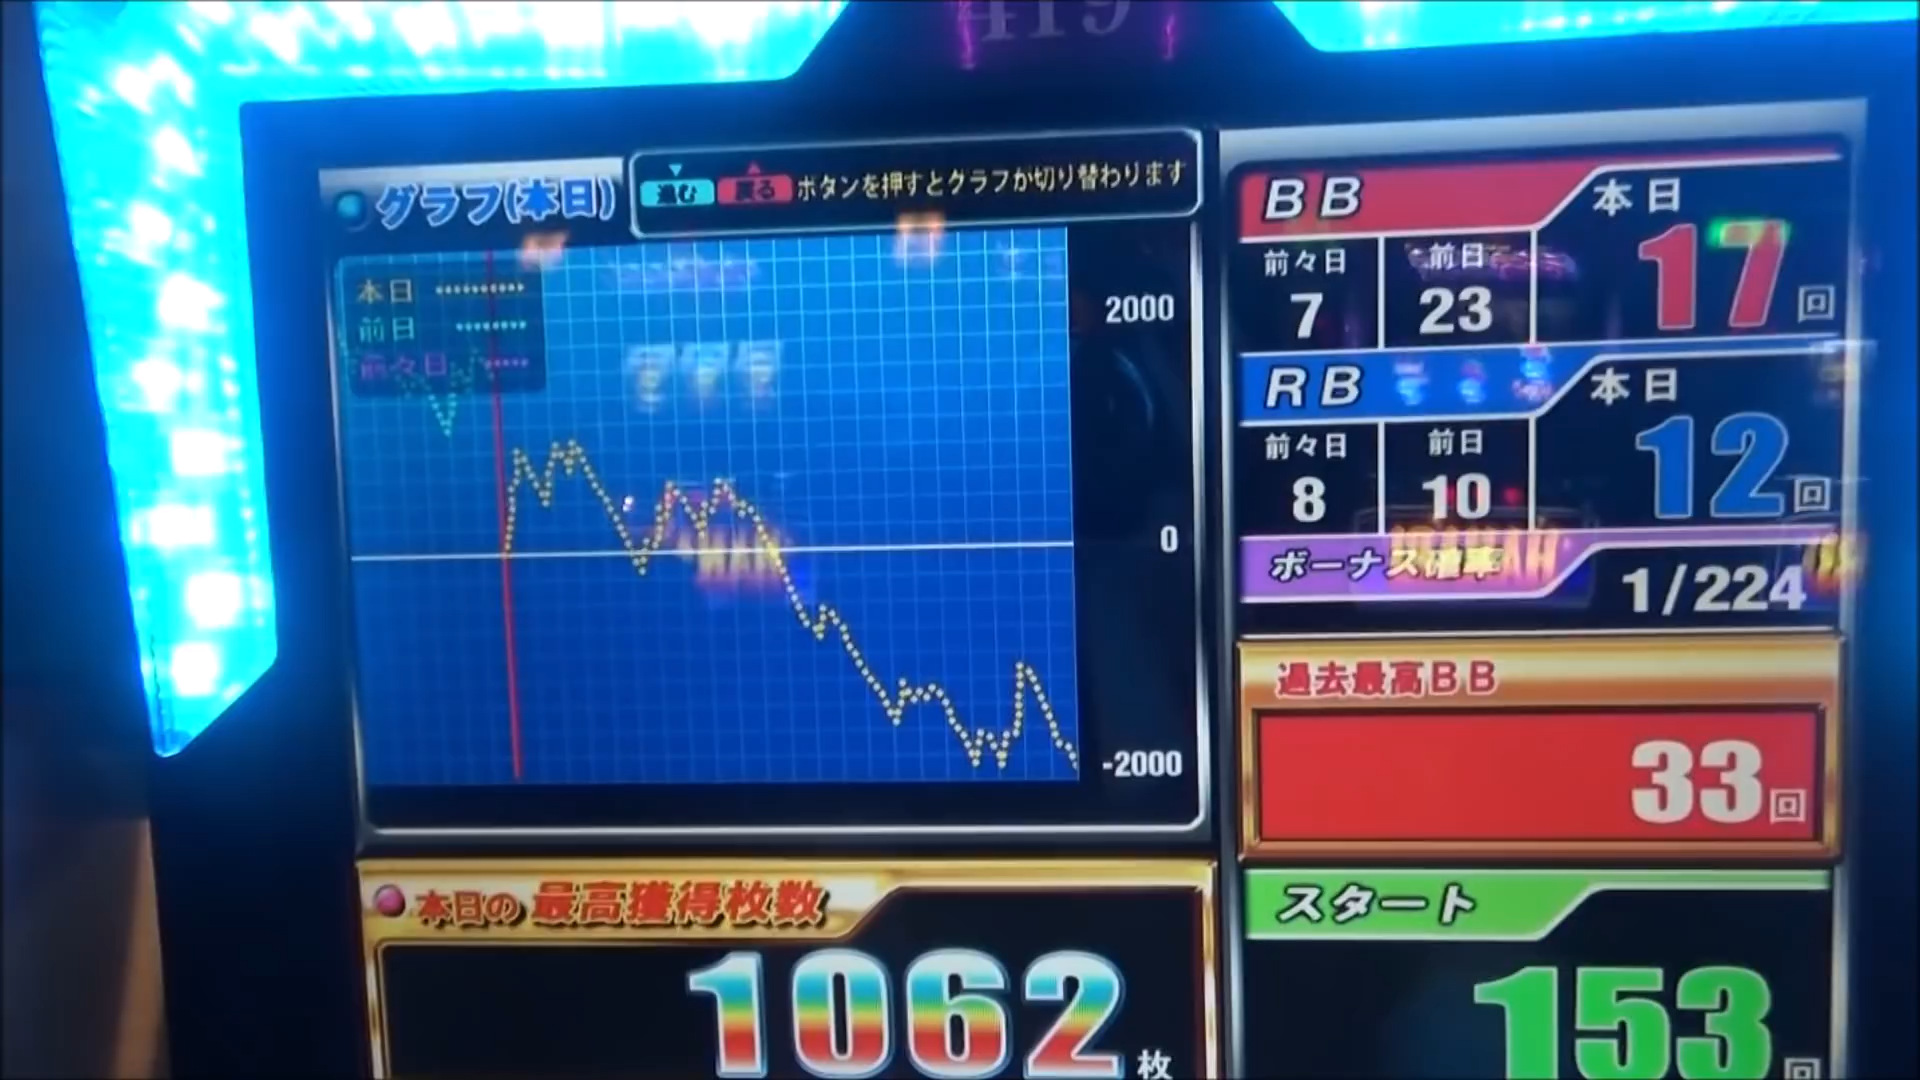 419
グラフ(本日)
進む 戻る ボタンを押すとグラフが切り替わります
本日
前日
前々日
2000
0
-2000
BB 本日
前々日 前日
7 23 17回
RB 本日
前々日 前日
8 10 12回
ボーナス確率
1/224
過去最高BB
33回
本日の最高獲得枚数
1062枚
スタート
153回